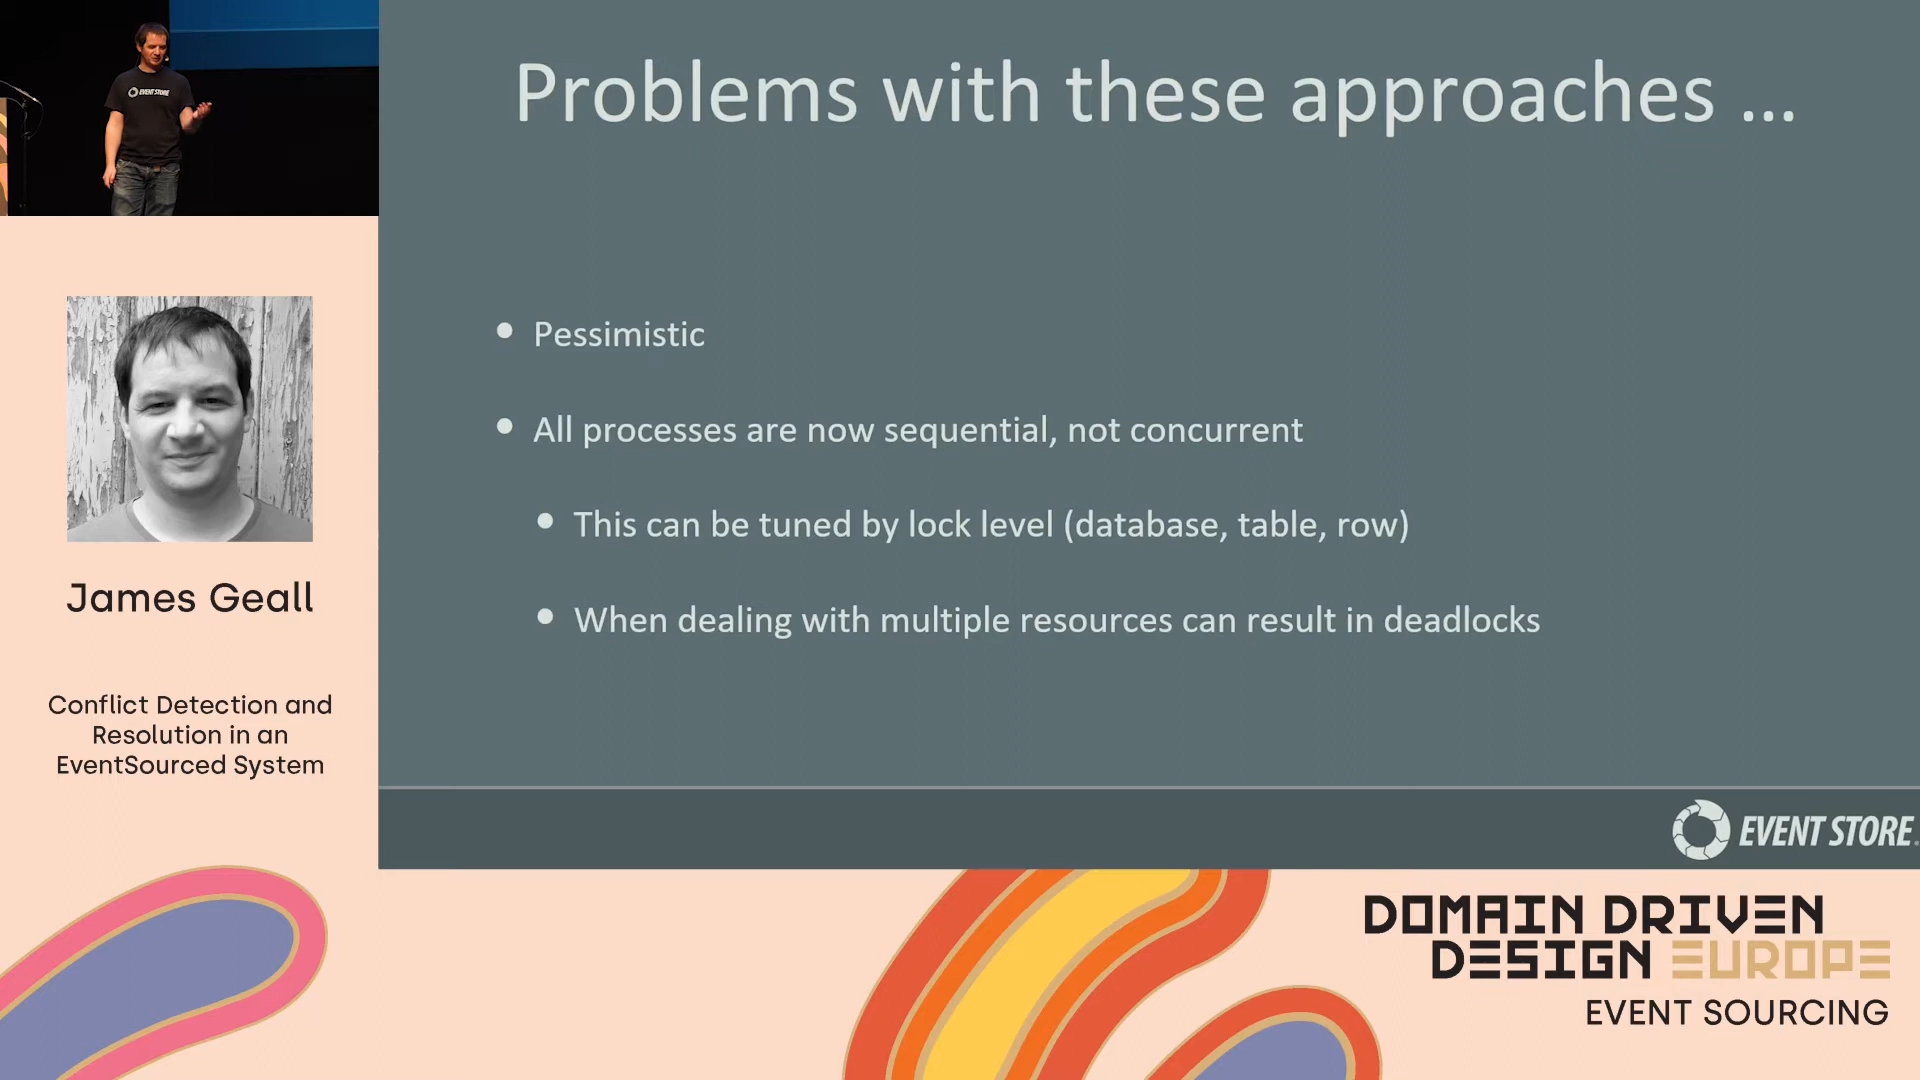 EVENT STORE
Problems with these approaches ...
Pessimistic
All processes are now sequential, not concurrent
This can be tuned by lock level (database, table, row)
When dealing with multiple resources can result in deadlocks
James Geall
Conflict Detection and
Resolution in an
EventSourced System
EVENT STORE
DOMAIN DRIVEN
DESIGN EUROPE
EVENT SOURCING